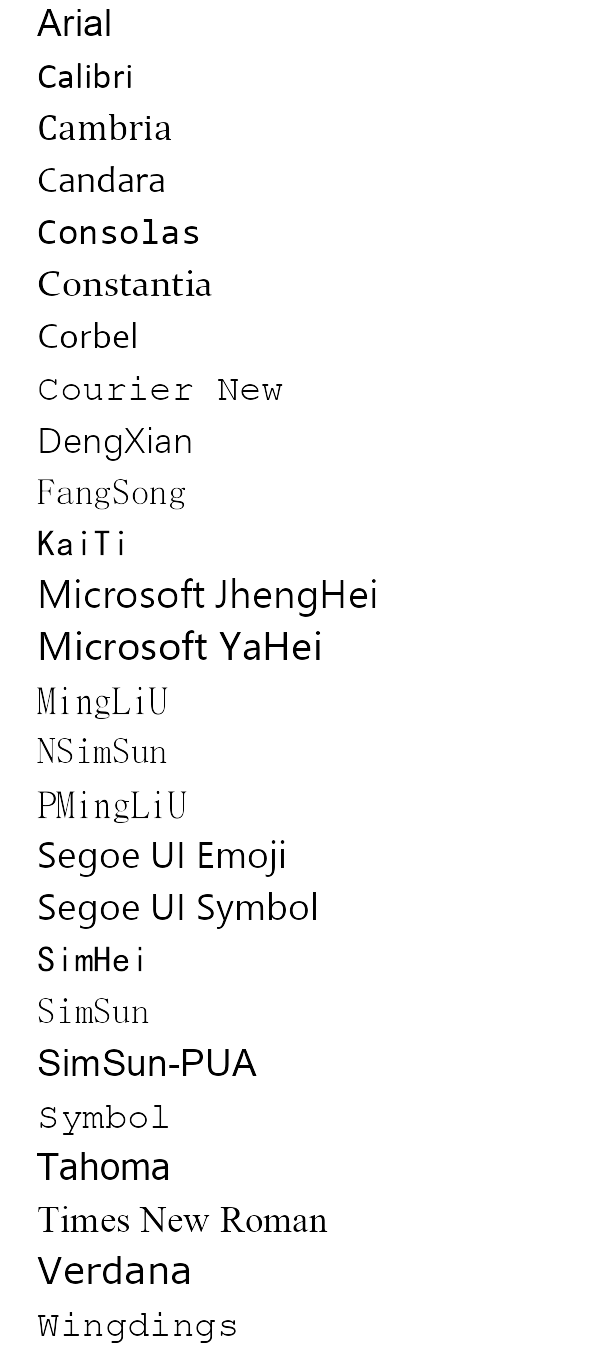 Arial
Calibri
Cambria
Candara
Consolas
Constantia
Corbel
Courier New
DengXian
FangSong
KaiTi
Microsoft JhengHei
Microsoft YaHei
MingLiU
NSimSun
PMingLiU
Segoe UI Emoji
Segoe UI Symbol
SimHei
SimSun
SimSun-PUA
Symbol
Tahoma
Times New Roman
Verdana
Wingdings